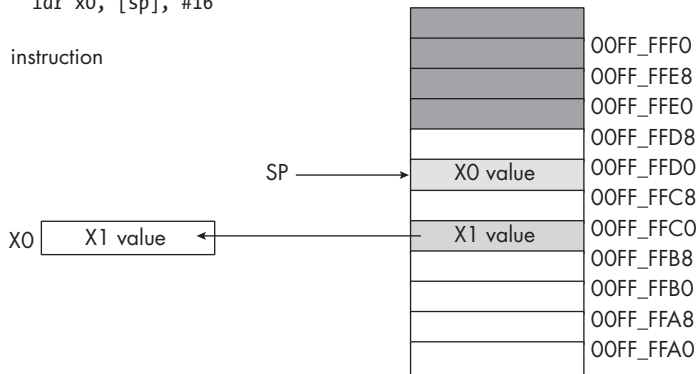 ldr x0, [sp], #16
instruction
00FF_FFF0
00FF_FFE8
00FF_FFE0
00FF_FFD8
SP
X0 value
00FF_FFD0
00FF_FFC8
X0
X1 value
X1 value
00FF_FFC0
00FF_FFB8
00FF_FFB0
00FF_FFA8
00FF_FFA0